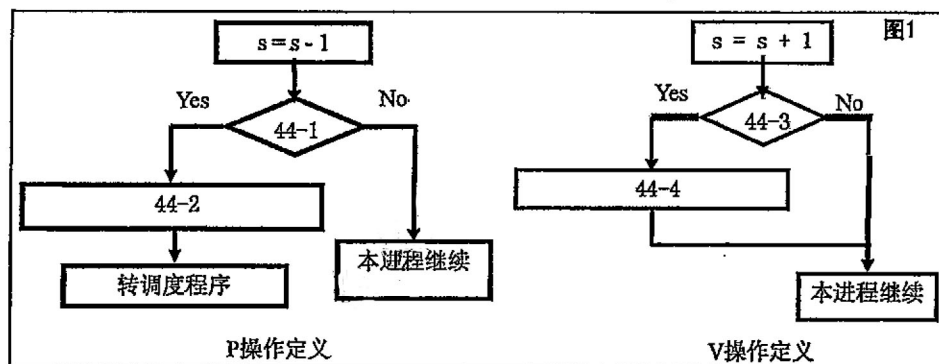 图1
s=s-1
Yes
No
44-1
44-2
转调度程序
本进程继续
P操作定义
s = s + 1
Yes
No
44-3
44-4
本进程继续
V操作定义